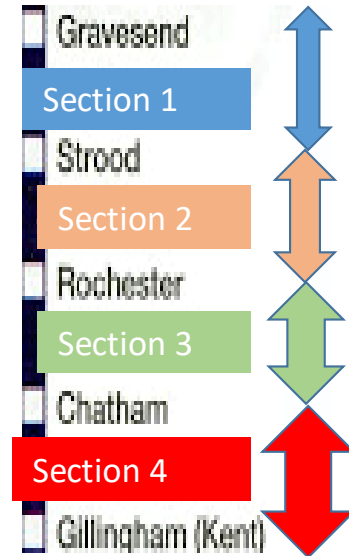 Gravesend
Section 1
Strood
Section 2
Rochester
Section 3
Chatham
Section 4
Gillingham (Kent)